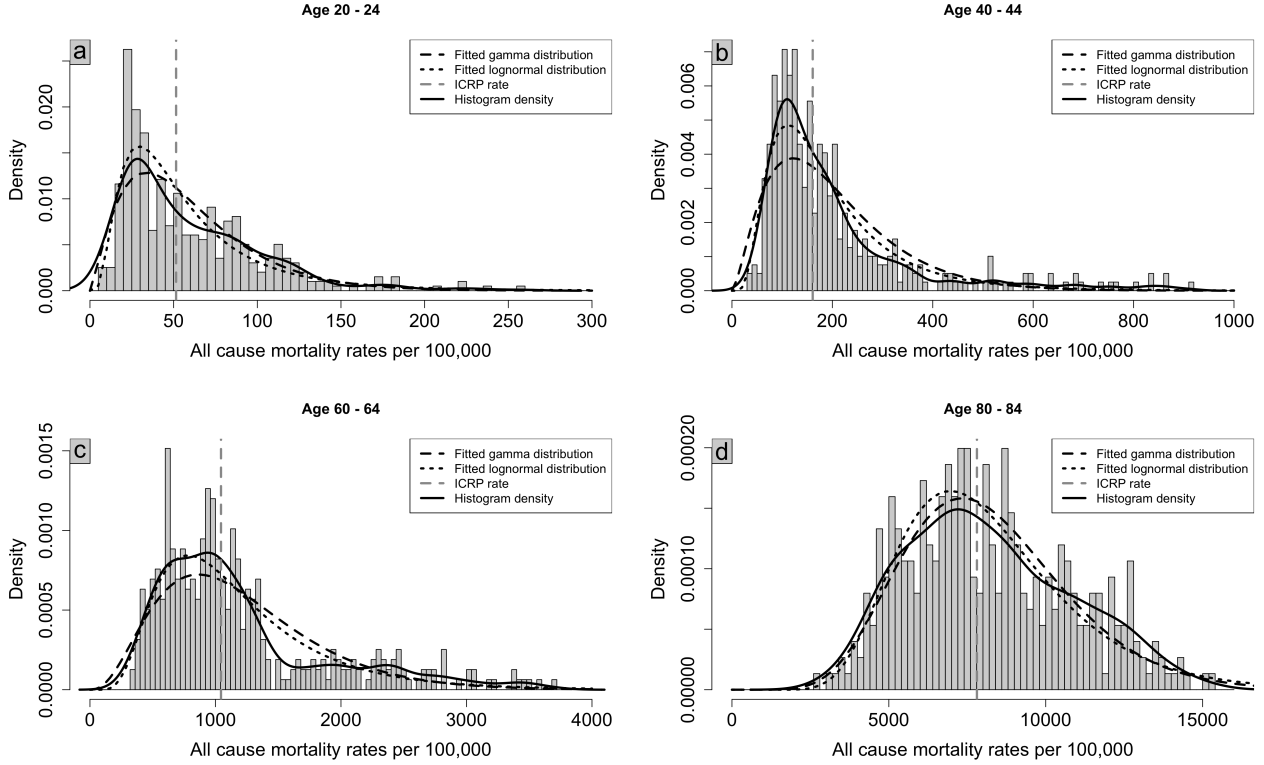 Age 20 - 24
a
Fitted gamma distribution
Fitted lognormal distribution
ICRP rate
Histogram density
Density
0.000
0.010
0.020
0 50 100 150 200 250 300
All cause mortality rates per 100,000
Age 40 - 44
b
Fitted gamma distribution
Fitted lognormal distribution
ICRP rate
Histogram density
Density
0.000
0.002
0.004
0.006
0 200 400 600 800 1000
All cause mortality rates per 100,000
Age 60 - 64
c
Fitted gamma distribution
Fitted lognormal distribution
ICRP rate
Histogram density
Density
0.0000
0.0005
0.0010
0.0015
0 1000 2000 3000 4000
All cause mortality rates per 100,000
Age 80 - 84
d
Fitted gamma distribution
Fitted lognormal distribution
ICRP rate
Histogram density
Density
0.00000
0.00010
0.00020
0 5000 10000 15000
All cause mortality rates per 100,000